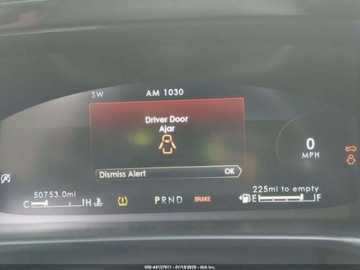 SW AM 1030
Driver Door
Ajar
0
MPH
Dismiss Alert OK
50753.0mi 225mi to empty
C H PRND BRAKE E F
000-44137911 - 01/15/2026 - IAA Inc.